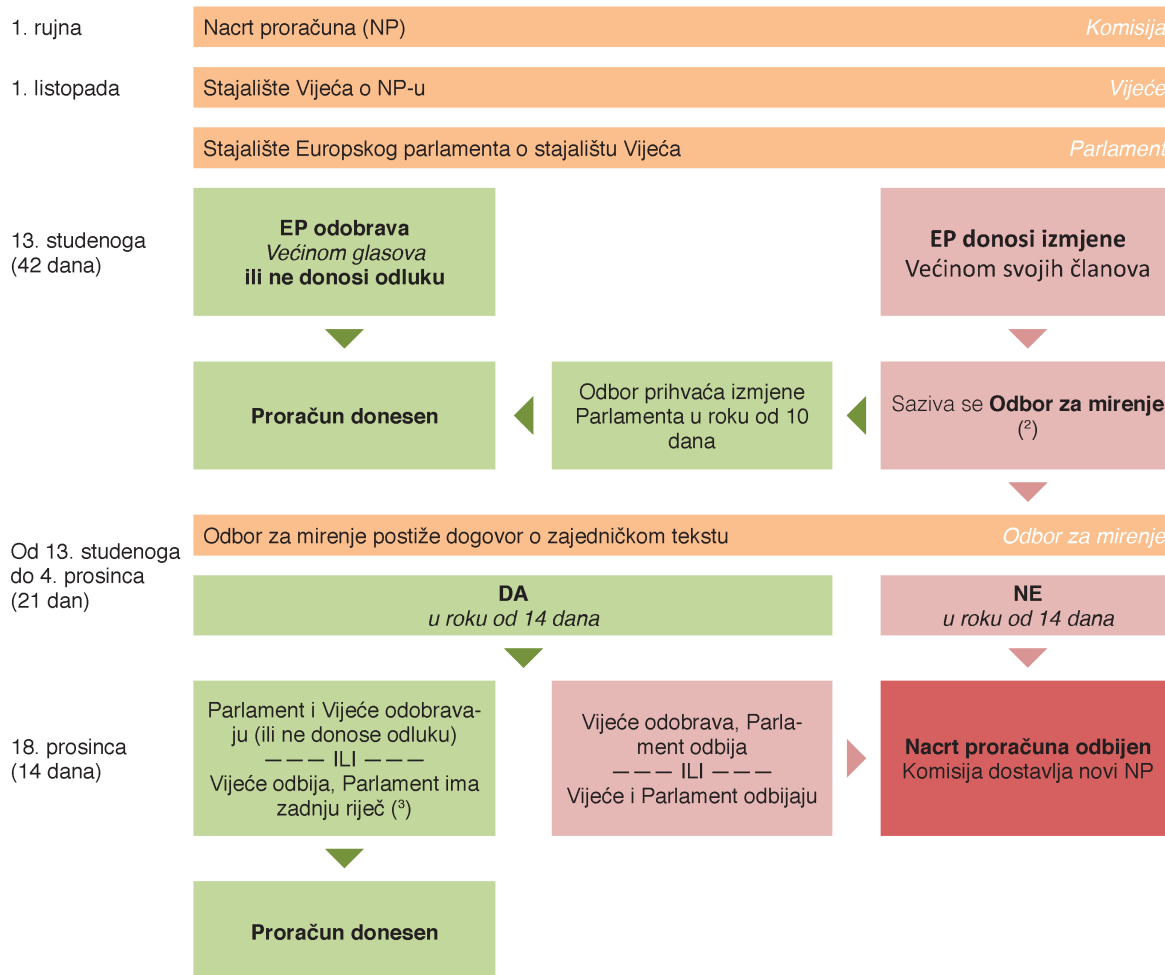 1. rujna
Nacrt proračuna (NP)
Komisija
1. listopada
Stajalište Vijeća o NP-u
Vijeće
Stajalište Europskog parlamenta o stajalištu Vijeća
Parlament
13. studenoga
(42 dana)
EP odobrava
Većinom glasova
ili ne donosi odluku
EP donosi izmjene
Većinom svojih članova
Proračun donesen
Odbor prihvaća izmjene
Parlamenta u roku od 10
dana
Saziva se Odbor za mirenje
(²)
Od 13. studenoga
do 4. prosinca
(21 dan)
Odbor za mirenje postiže dogovor o zajedničkom tekstu
Odbor za mirenje
DA
u roku od 14 dana
NE
u roku od 14 dana
18. prosinca
(14 dana)
Parlament i Vijeće odobrava-
ju (ili ne donose odluku)
––– ILI –––
Vijeće odbija, Parlament ima
zadnju riječ (³)
Vijeće odobrava, Parla-
ment odbija
––– ILI –––
Vijeće i Parlament odbijaju
Nacrt proračuna odbijen
Komisija dostavlja novi NP
Proračun donesen